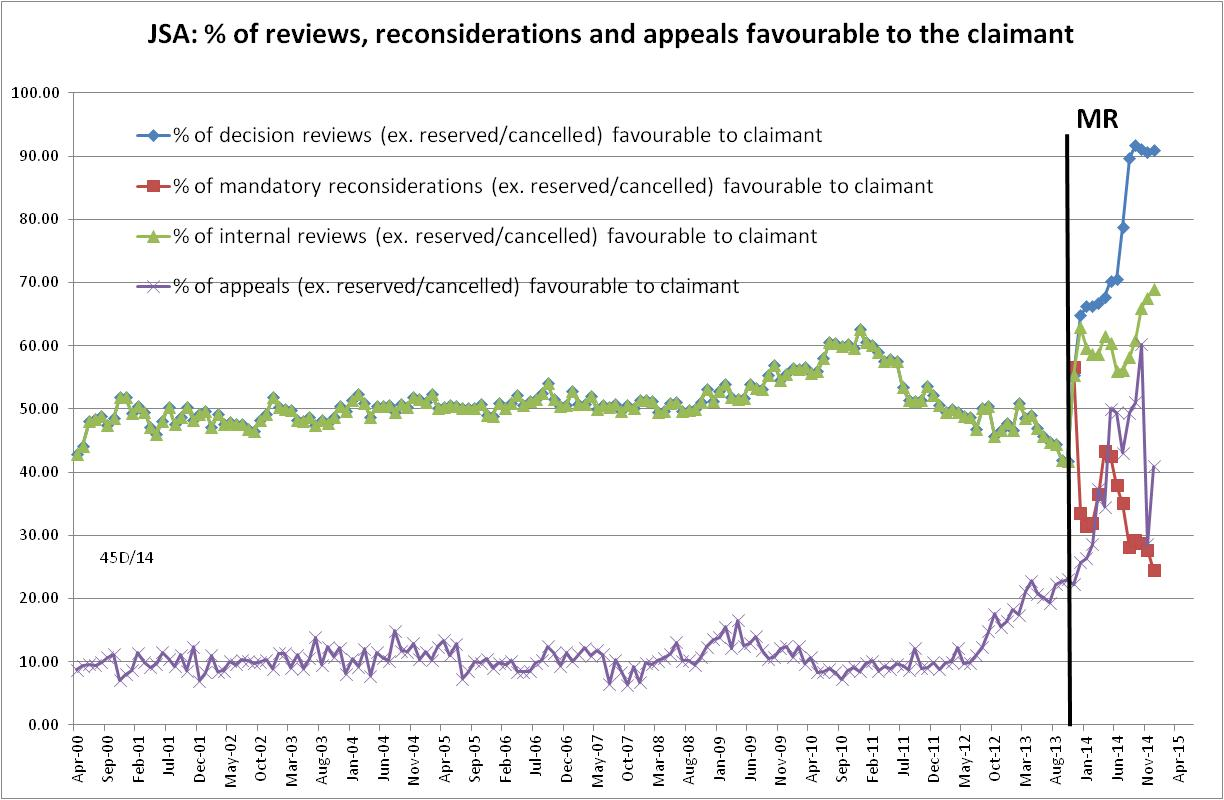 JSA: % of reviews, reconsiderations and appeals favourable to the claimant
100.00
MR
% of decision reviews (ex. reserved/cancelled) favourable to claimant
90.00
% of mandatory reconsiderations (ex. reserved/cancelled) favourable to claimant
80.00
% of internal reviews (ex. reserved/cancelled) favourable to claimant
70.00
% of appeals (ex. reserved/cancelled) favourable to claimant
60.00
50.00
40.00
30.00
45D/14
20.00
10.00
0.00
Apr-00
Sep-00
Feb-01
Jul-01
Dec-01
May-02
Oct-02
Mar-03
Aug-03
Jan-04
Jun-04
Nov-04
Apr-05
Sep-05
Feb-06
Jul-06
Dec-06
May-07
Oct-07
Mar-08
Aug-08
Jan-09
Jun-09
Nov-09
Apr-10
Sep-10
Feb-11
Jul-11
Dec-11
May-12
Oct-12
Mar-13
Aug-13
Jan-14
Jun-14
Nov-14
Apr-15